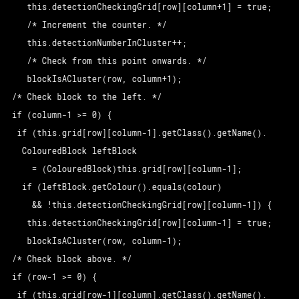 this.detectionCheckingGrid[row][column+1] = true;
/* Increment the counter. */
this.detectionNumberInCluster++;
/* Check from this point onwards. */
blockIsACluster(row, column+1);
/* Check block to the left. */
if (column-1 >= 0) {
if (this.grid[row][column-1].getClass().getName().
ColouredBlock leftBlock
= (ColouredBlock)this.grid[row][column-1];
if (leftBlock.getColour().equals(colour)
&& !this.detectionCheckingGrid[row][column-1]) {
this.detectionCheckingGrid[row][column-1] = true;
blockIsACluster(row, column-1);
/* Check block above. */
if (row-1 >= 0) {
if (this.grid[row-1][column].getClass().getName().